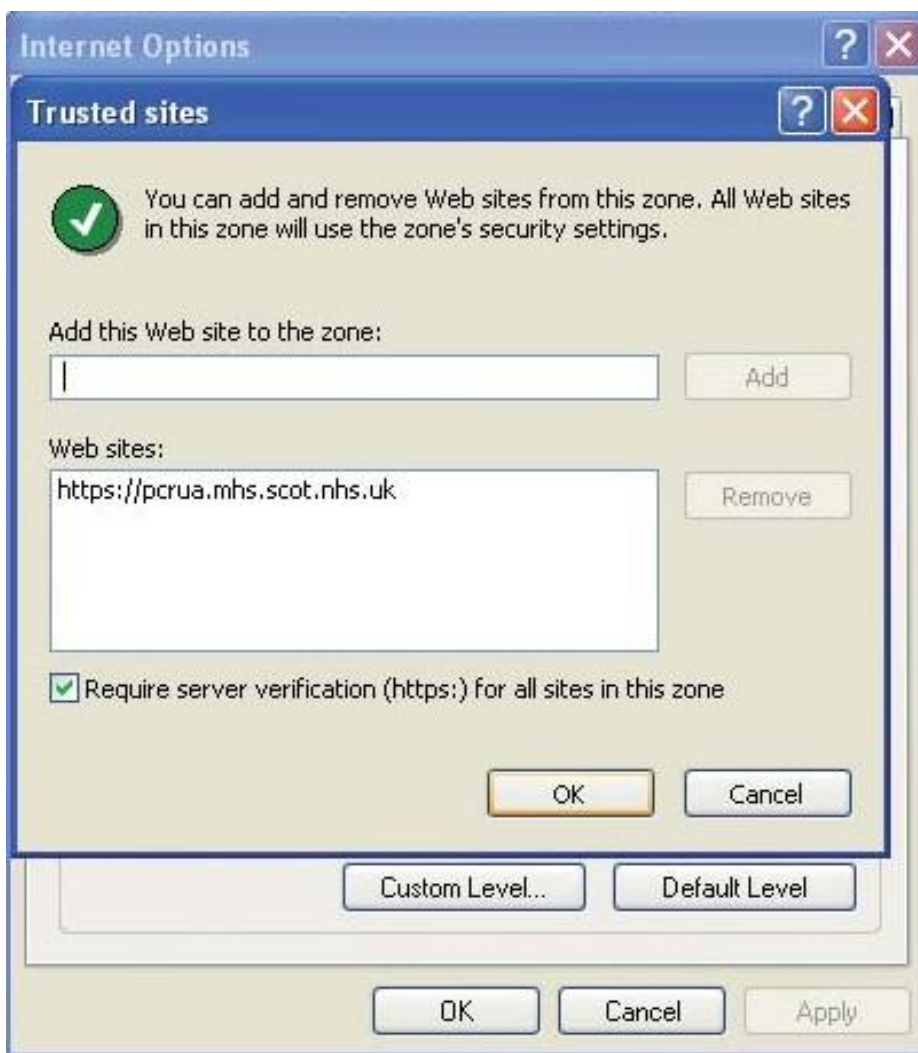 Internet Options
Trusted sites
You can add and remove Web sites from this zone. All Web sites
in this zone will use the zone's security settings.
Add this Web site to the zone:
Add
Web sites:
https://pcrua.mhs.scot.nhs.uk
Remove
Require server verification (https:) for all sites in this zone
OK Cancel
Custom Level... Default Level
OK Cancel Apply